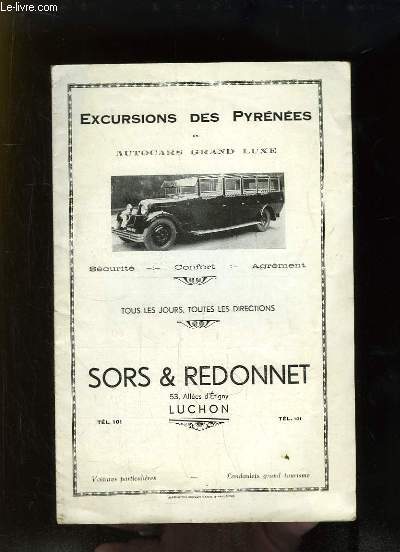 Le-livre.com
EXCURSIONS DES PYRÉNÉES
EN
AUTOCARS GRAND LUXE
Sécurité -:- Confort -:- Agrément
TOUS LES JOURS, TOUTES LES DIRECTIONS
SORS & REDONNET
53, Allées d'Étigny
LUCHON
TÉL. 101 TÉL. 101
Voitures particulières — Conduites grand tourisme